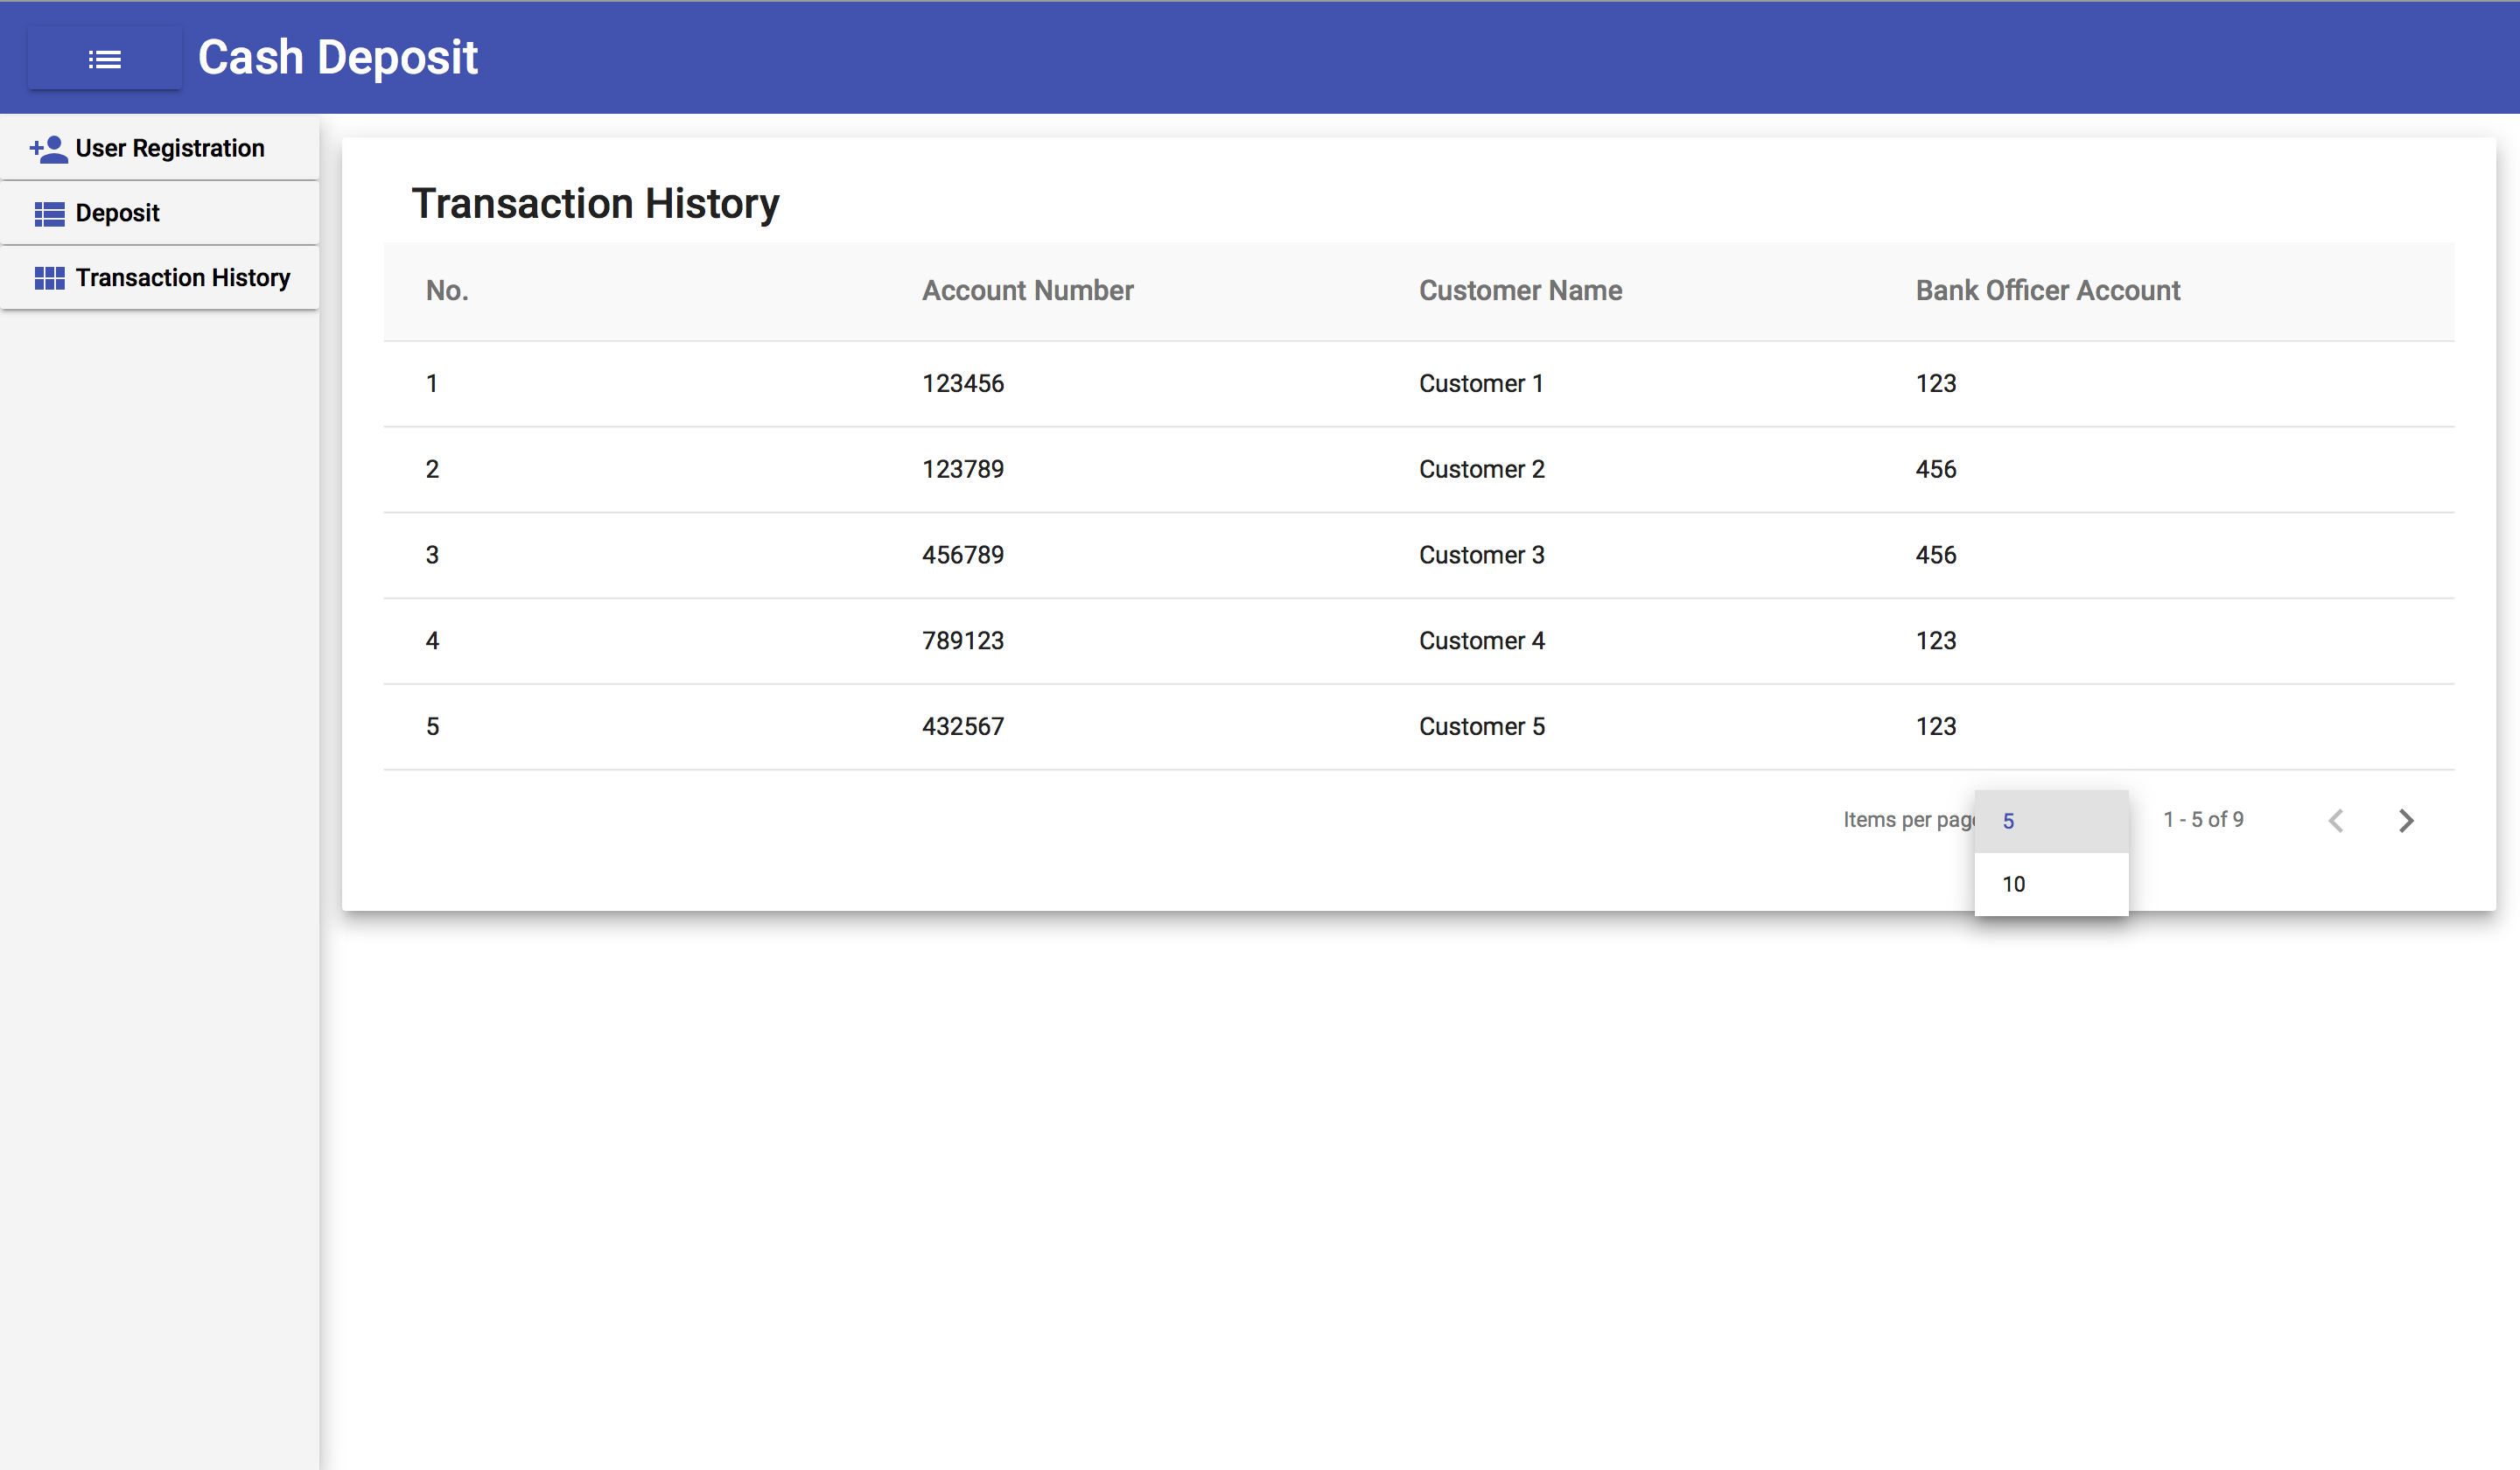 Cash Deposit
User Registration
Deposit
Transaction History
Transaction History
No. Account Number Customer Name Bank Officer Account
1 123456 Customer 1 123
2 123789 Customer 2 456
3 456789 Customer 3 456
4 789123 Customer 4 123
5 432567 Customer 5 123
Items per page 5 1 - 5 of 9
10